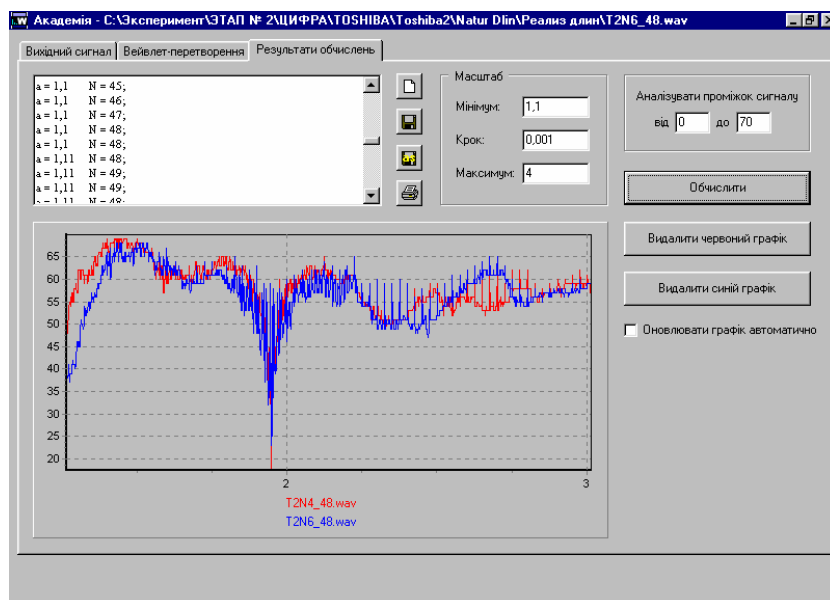 Академія - C:\Эксперимент\ЭТАП № 2\ЦИФРА\TOSHIBA\Toshiba2\Natur Dlin\Реализ длин\T2N6_48.wav
Вихідний сигнал Вейвлет-перетворення Результати обчислень
a = 1,1 N = 45;
a = 1,1 N = 46;
a = 1,1 N = 47;
a = 1,1 N = 48;
a = 1,1 N = 48;
a = 1,11 N = 48;
a = 1,11 N = 49;
a = 1,11 N = 49;
a = 1,11 N = 48;
Масштаб
Мінімум: 1,1
Крок: 0,001
Максимум: 4
Аналізувати проміжок сигналу
від 0 до 70
Обчислити
Видалити червоний графік
Видалити синій графік
Оновлювати графік автоматично
65
60
55
50
45
40
35
30
25
20
2 3
T2N4_48.wav
T2N6_48.wav